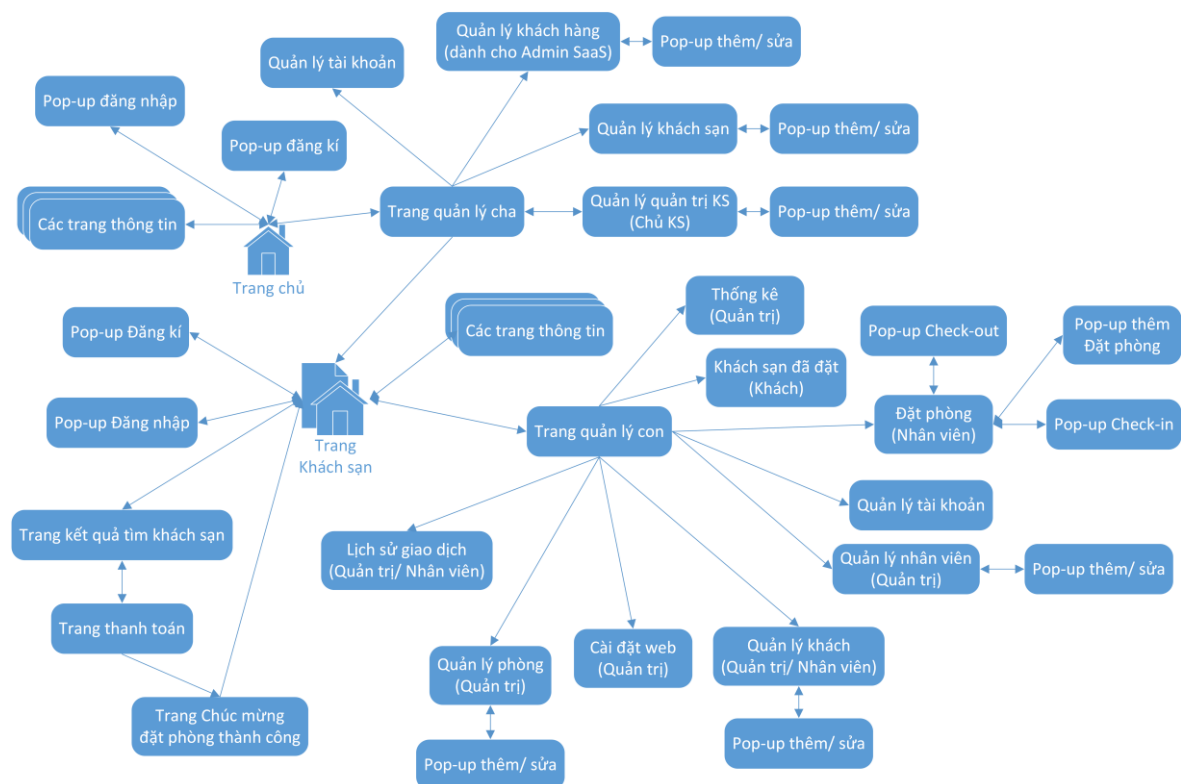 Quản lý khách hàng
(dành cho Admin SaaS)
Pop-up thêm/ sửa
Quản lý tài khoản
Pop-up đăng nhập
Quản lý khách sạn
Pop-up thêm/ sửa
Pop-up đăng kí
Các trang thông tin
Trang quản lý cha
Quản lý quản trị KS
(Chủ KS)
Pop-up thêm/ sửa
Trang chủ
Thống kê
(Quản trị)
Pop-up Đăng kí
Các trang thông tin
Pop-up Check-out
Pop-up thêm
Đặt phòng
Khách sạn đã đặt
(Khách)
Pop-up Đăng nhập
Trang
Khách sạn
Trang quản lý con
Đặt phòng
(Nhân viên)
Pop-up Check-in
Quản lý tài khoản
Trang kết quả tìm khách sạn
Lịch sử giao dịch
(Quản trị/ Nhân viên)
Quản lý nhân viên
(Quản trị)
Pop-up thêm/ sửa
Trang thanh toán
Quản lý phòng
(Quản trị)
Cài đặt web
(Quản trị)
Quản lý khách
(Quản trị/ Nhân viên)
Trang Chúc mừng
đặt phòng thành công
Pop-up thêm/ sửa
Pop-up thêm/ sửa